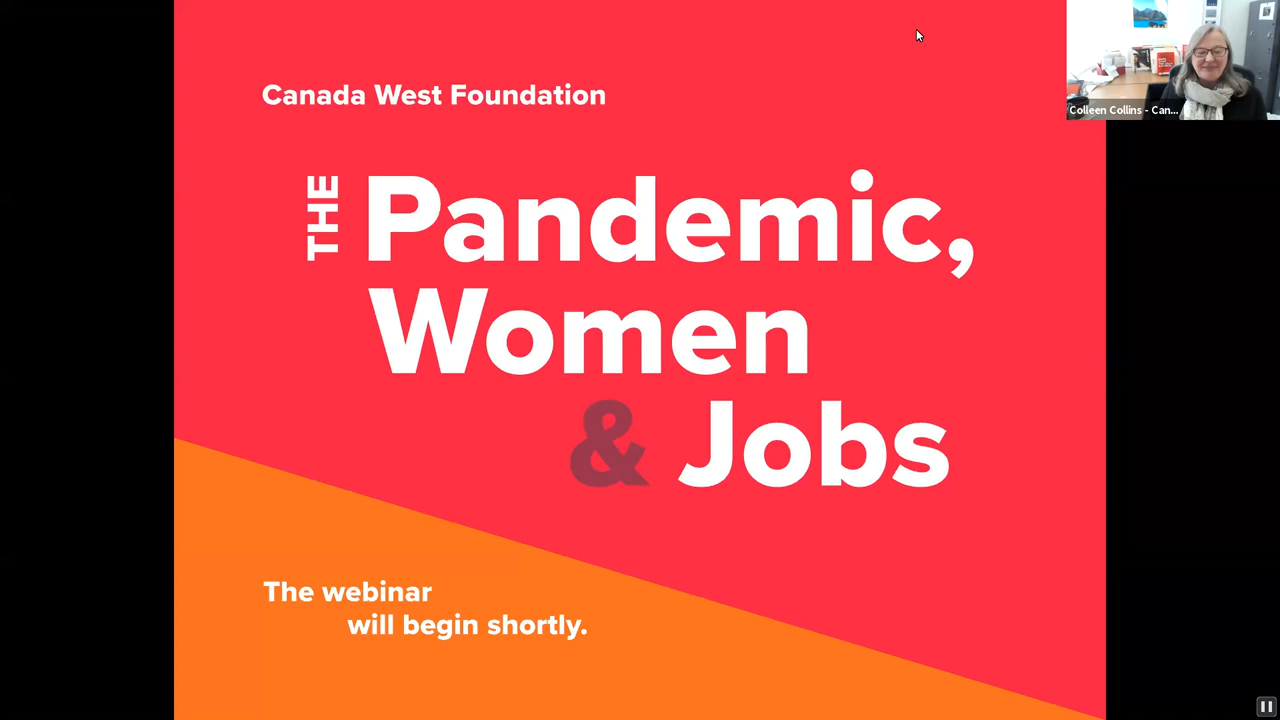 Canada West Foundation
Colleen Collins - Can...
THE Pandemic,
Women
& Jobs
The webinar
will begin shortly.